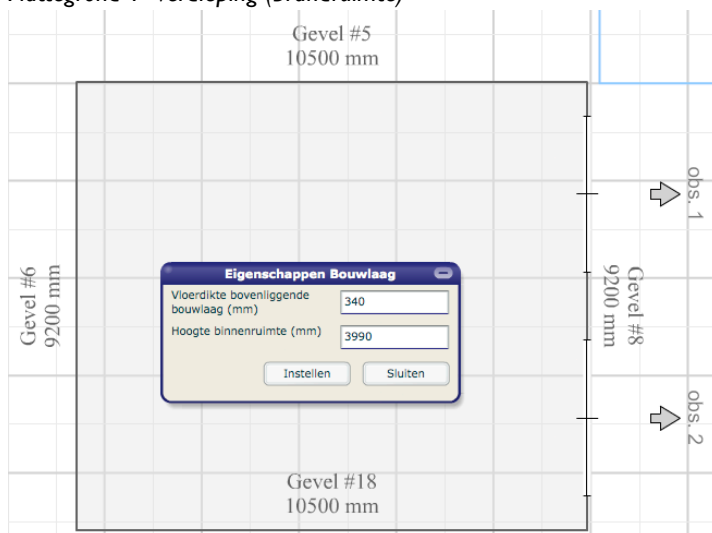 Gevel #5
10500 mm
obs. 1
Gevel #6
9200 mm
Eigenschappen Bouwlaag
Vloerdikte bovenliggende
bouwlaag (mm)
340
Hoogte binnenruimte (mm)
3990
Instellen
Sluiten
Gevel #8
9200 mm
obs. 2
Gevel #18
10500 mm